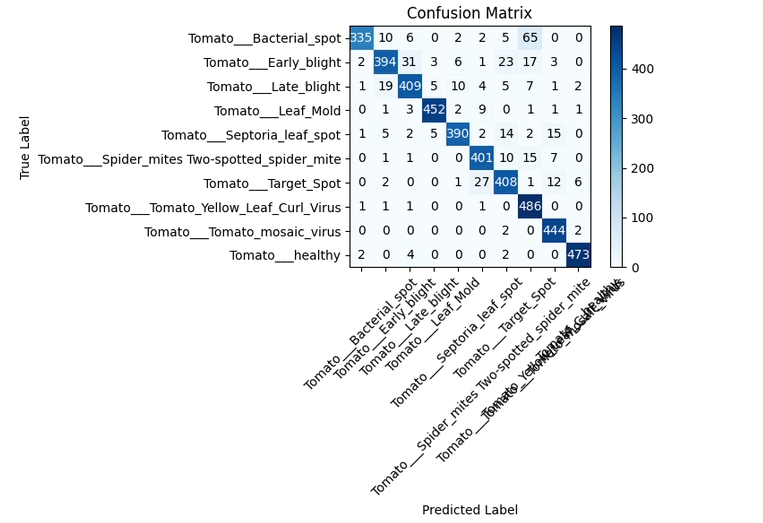 Confusion Matrix
True Label
Tomato___Bacterial_spot 335 10 6 0 2 2 5 65 0 0
Tomato___Early_blight 2 394 31 3 6 1 23 17 3 0
Tomato___Late_blight 1 19 409 5 10 4 5 7 1 2
Tomato___Leaf_Mold 0 1 3 452 2 9 0 1 1 1
Tomato___Septoria_leaf_spot 1 5 2 5 390 2 14 2 15 0
Tomato___Spider_mites Two-spotted_spider_mite 0 1 1 0 0 401 10 15 7 0
Tomato___Target_Spot 0 2 0 0 1 27 408 1 12 6
Tomato___Tomato_Yellow_Leaf_Curl_Virus 1 1 1 0 0 1 0 486 0 0
Tomato___Tomato_mosaic_virus 0 0 0 0 0 0 2 0 444 2
Tomato___healthy 2 0 4 0 0 0 2 0 0 473
400
300
200
100
0
Tomato___Bacterial_spot
Tomato___Early_blight
Tomato___Late_blight
Tomato___Leaf_Mold
Tomato___Septoria_leaf_spot
Tomato___Spider_mites Two-spotted_spider_mite
Tomato___Target_Spot
Predicted Label